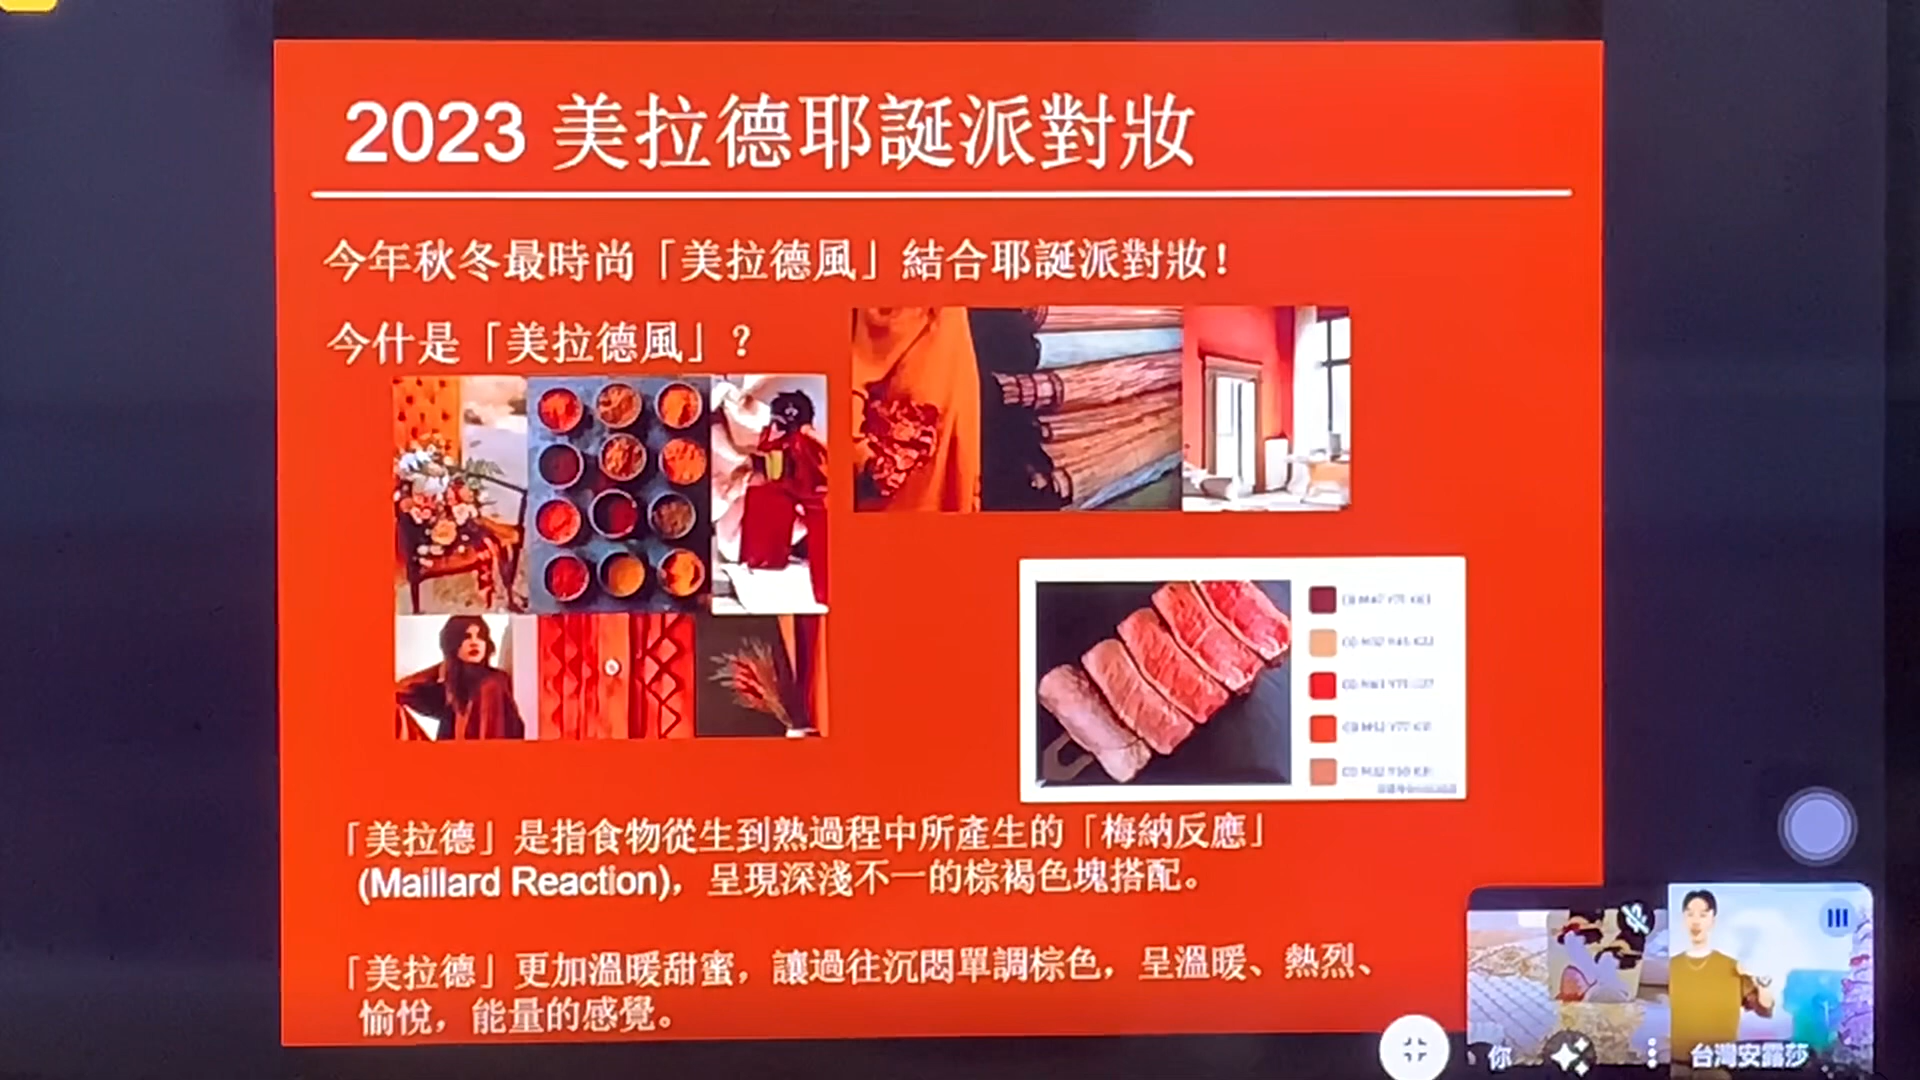 2023 美拉德耶誕派對妝
今年秋冬最時尚「美拉德風」結合耶誕派對妝！
今什是「美拉德風」？
「美拉德」是指食物從生到熟過程中所產生的「梅納反應」
(Maillard Reaction)，呈現深淺不一的棕褐色塊搭配。
「美拉德」更加溫暖甜蜜，讓過往沉悶單調棕色，呈溫暖、熱烈、
愉悅，能量的感覺。
你
台灣安露莎